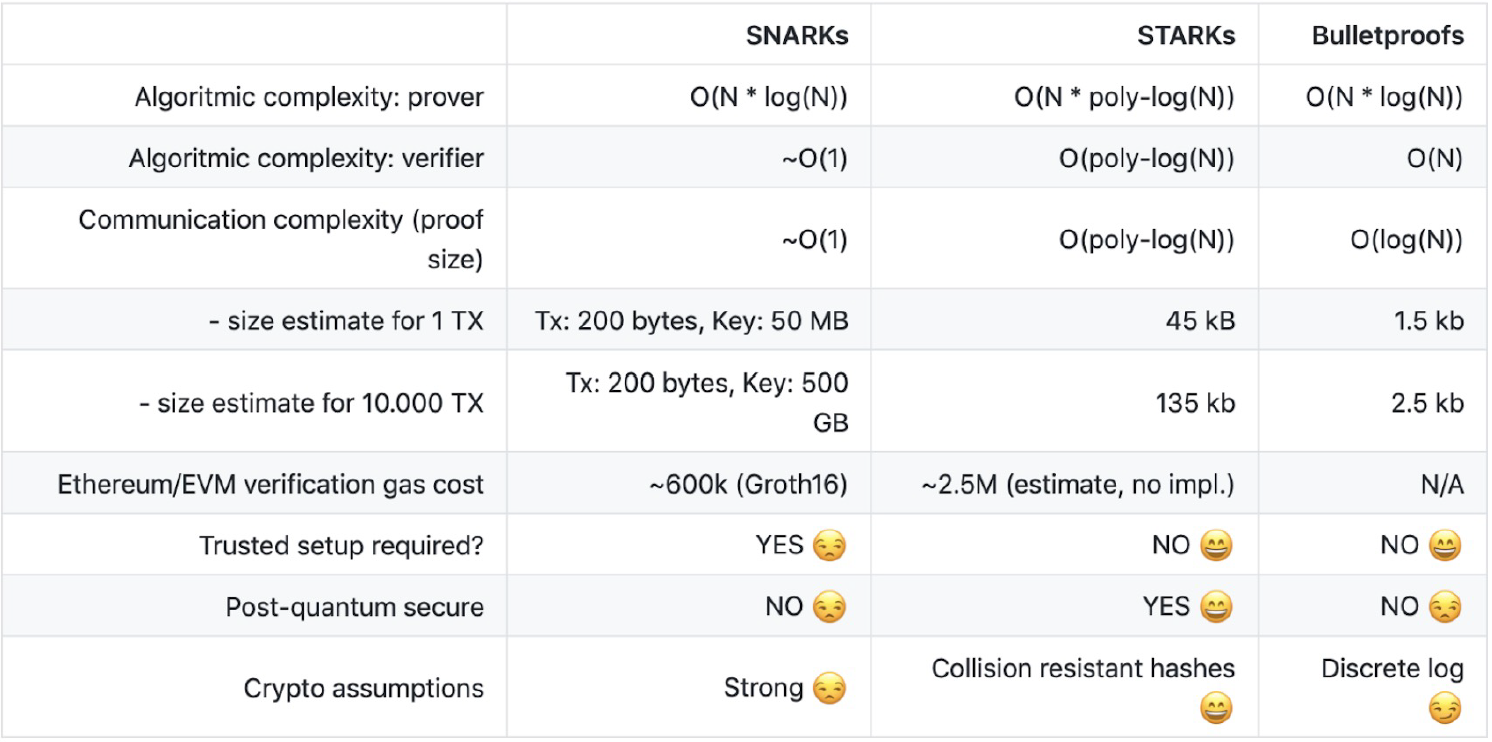 SNARKs STARKs Bulletproofs
Algoritmic complexity: prover O(N * log(N)) O(N * poly-log(N)) O(N * log(N))
Algoritmic complexity: verifier ~O(1) O(poly-log(N)) O(N)
Communication complexity (proof
size) ~O(1) O(poly-log(N)) O(log(N))
- size estimate for 1 TX Tx: 200 bytes, Key: 50 MB 45 kB 1.5 kb
- size estimate for 10.000 TX Tx: 200 bytes, Key: 500
GB 135 kb 2.5 kb
Ethereum/EVM verification gas cost ~600k (Groth16) ~2.5M (estimate, no impl.) N/A
Trusted setup required? YES 😒 NO 😄 NO 😄
Post-quantum secure NO 😒 YES 😄 NO 😒
Crypto assumptions Strong 😒 Collision resistant hashes
😄 Discrete log
😏